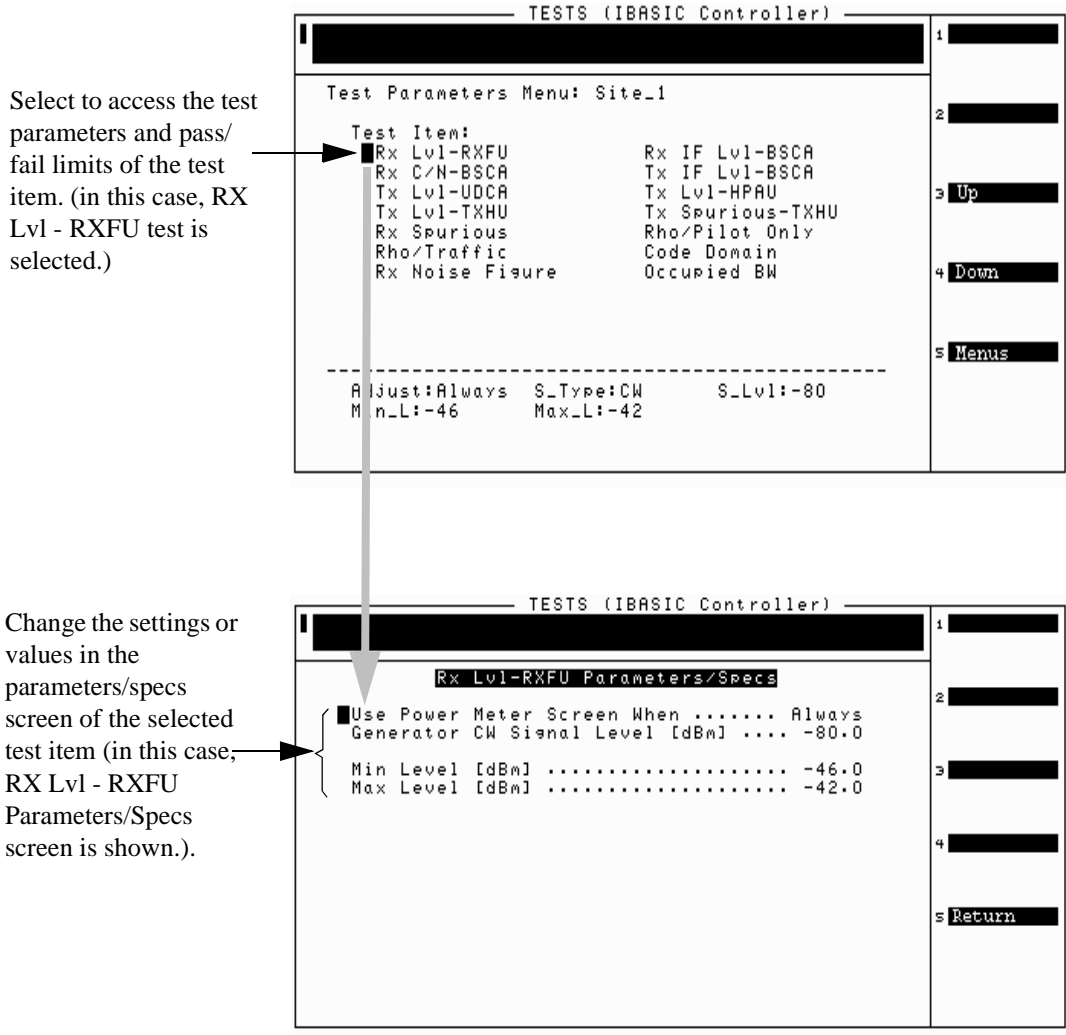 TESTS (IBASIC Controller)
Select to access the test
parameters and pass/
fail limits of the test
item. (in this case, RX
Lvl - RXFU test is
selected.)
Test Parameters Menu: Site_1
Test Item:
Rx Lvl-RXFU Rx IF Lvl-BSCA
Rx C/N-BSCA Tx IF Lvl-BSCA
Tx Lvl-UDCA Tx Lvl-HPAU
Tx Lvl-TXHU Tx Spurious-TXHU
Rx Spurious Rho/Pilot Only
Rho/Traffic Code Domain
Rx Noise Figure Occupied BW
--------------------------------------------
Adjust:Always S_Type:CW S_Lvl:-80
Min_L:-46 Max_L:-42
1
2
3 Up
4 Down
5 Menus
TESTS (IBASIC Controller)
Change the settings or
values in the
parameters/specs
screen of the selected
test item (in this case,
RX Lvl - RXFU
Parameters/Specs
screen is shown.).
Rx Lvl-RXFU Parameters/Specs
Use Power Meter Screen When ....... Always
Generator CW Signal Level [dBm] .... -80.0
Min Level [dBm] .................... -46.0
Max Level [dBm] .................... -42.0
1
2
3
4
5 Return